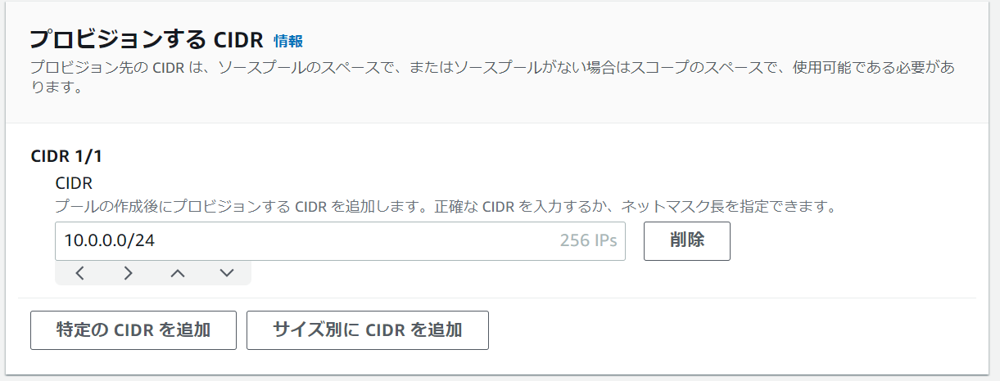 プロビジョンする CIDR 情報
プロビジョン先の CIDR は、ソースプールのスペースで、またはソースプールがない場合はスコープのスペースで、使用可能である必要があ
ります。
CIDR 1/1
CIDR
プールの作成後にプロビジョンする CIDR を追加します。正確な CIDR を入力するか、ネットマスク長を指定できます。
10.0.0.0/24 256 IPs 削除
特定の CIDR を追加 サイズ別に CIDR を追加